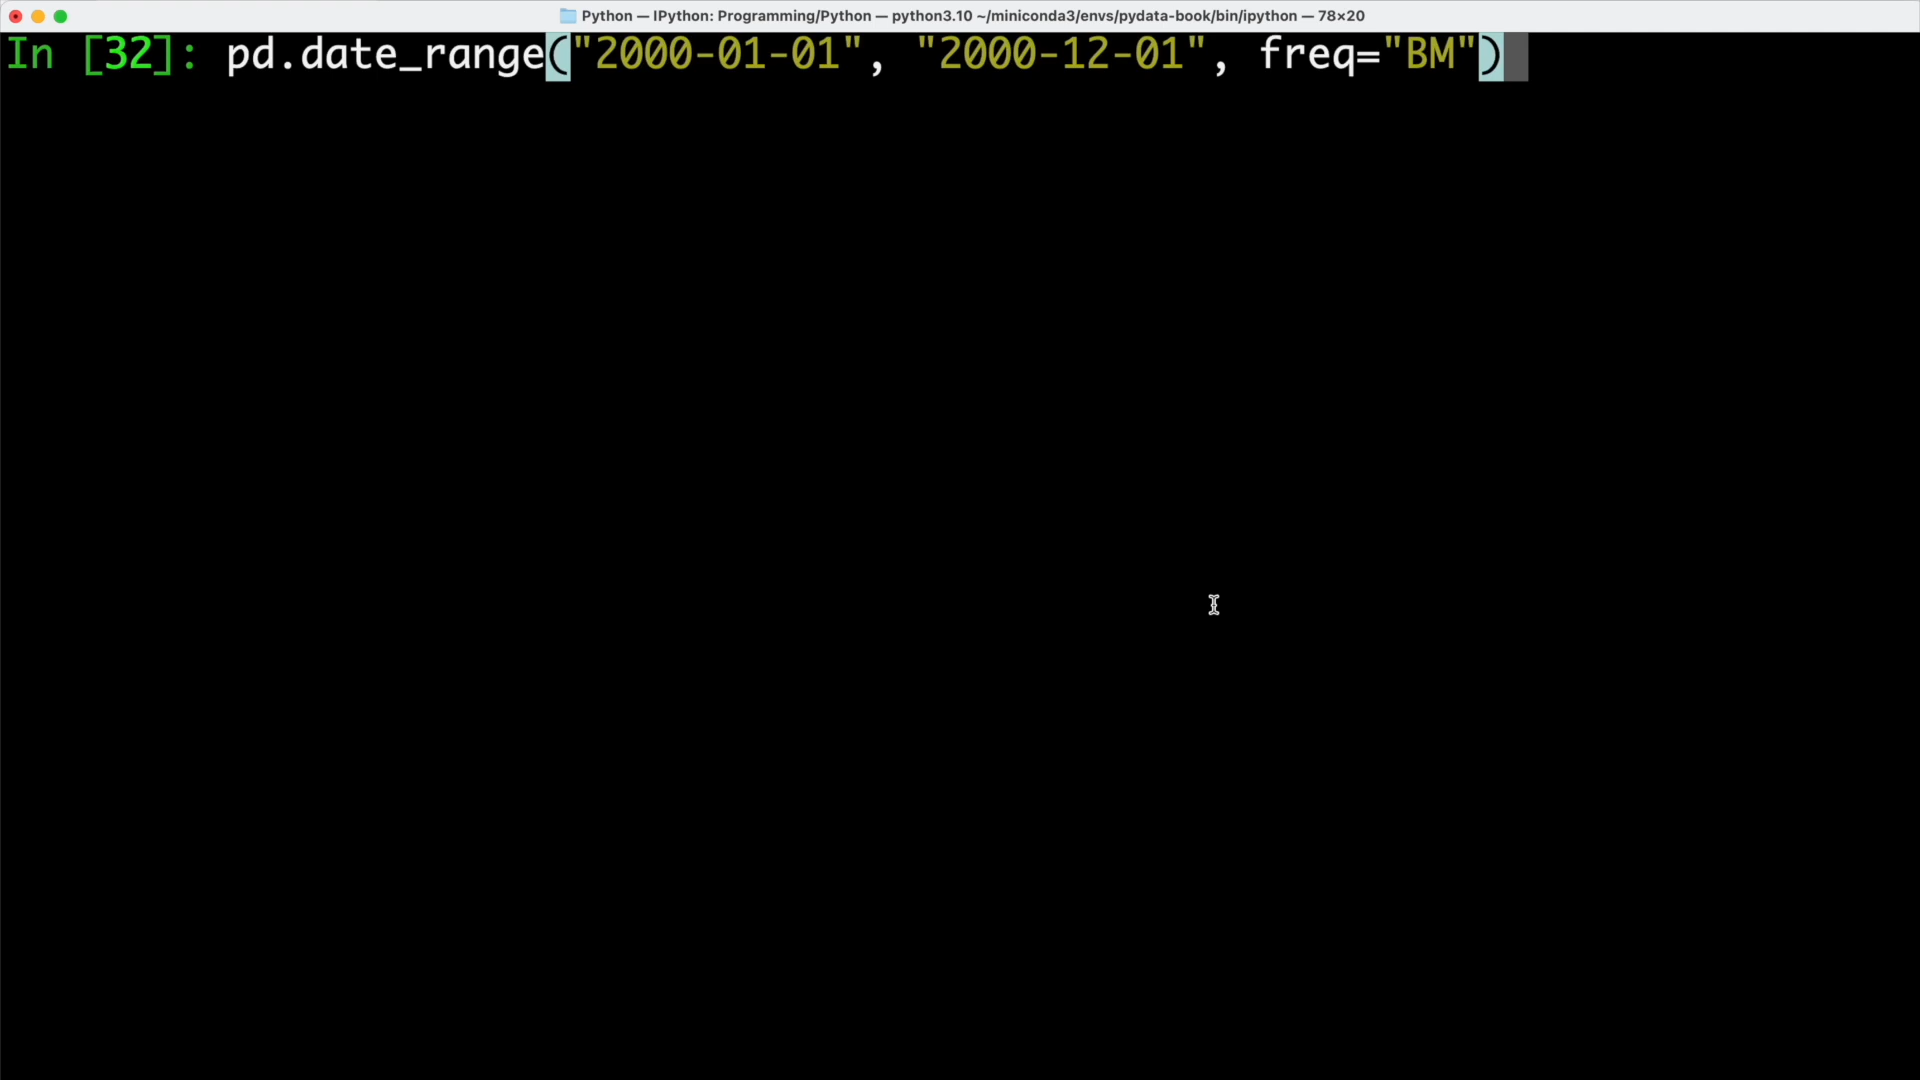 Python — IPython: Programming/Python — python3.10 ~/miniconda3/envs/pydata-book/bin/ipython — 78×20
In [32]: pd.date_range("2000-01-01", "2000-12-01", freq="BM")